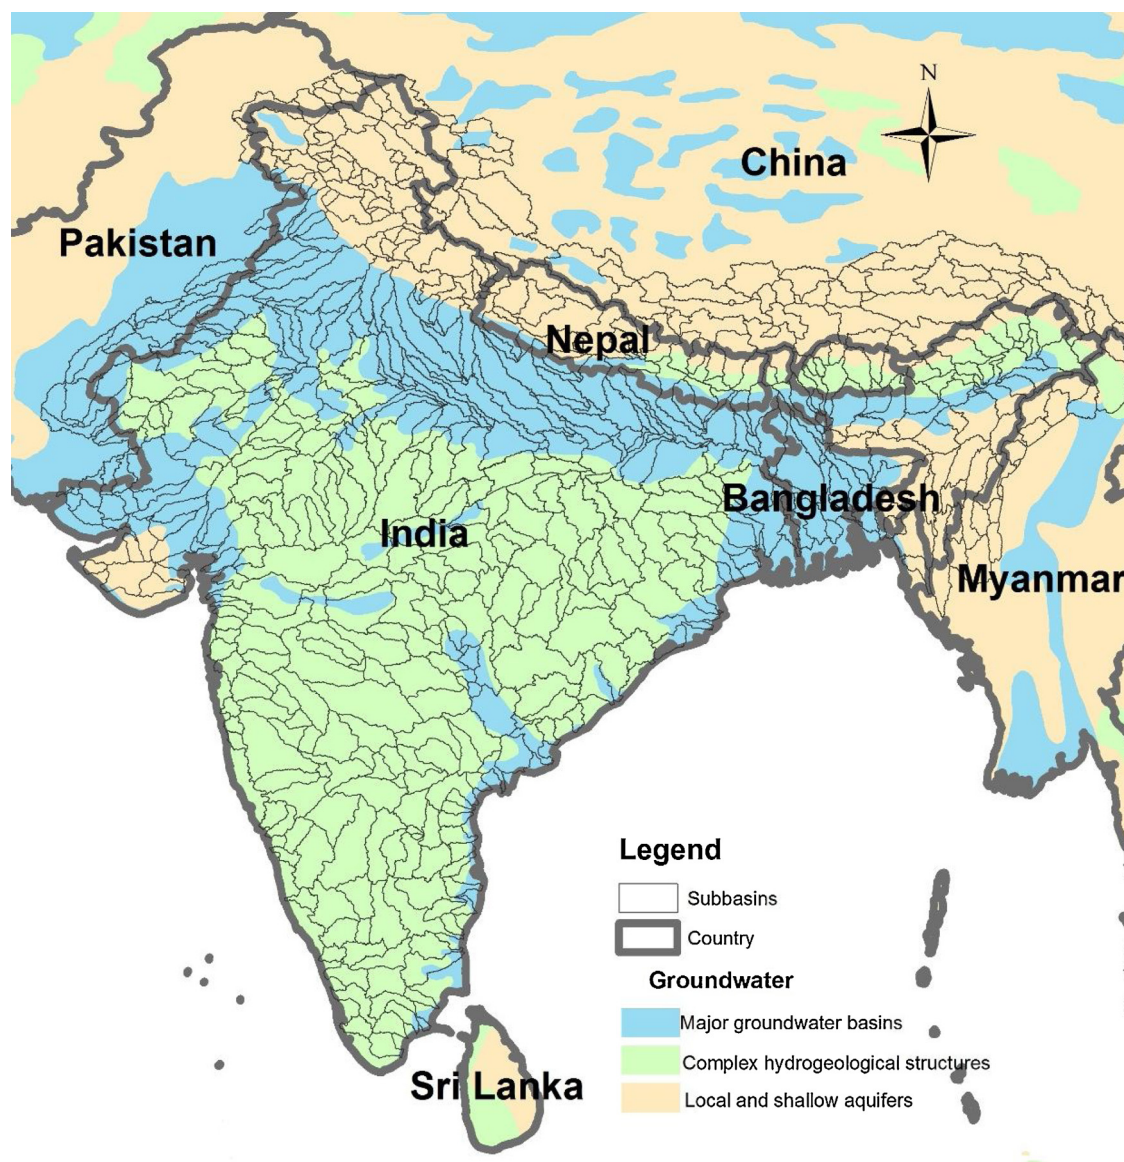 N
China
Pakistan
Nepal
Bangladesh
India
Myanmar
Legend
Subbasins
Country
Groundwater
Major groundwater basins
Complex hydrogeological structures
Local and shallow aquifers
Sri Lanka